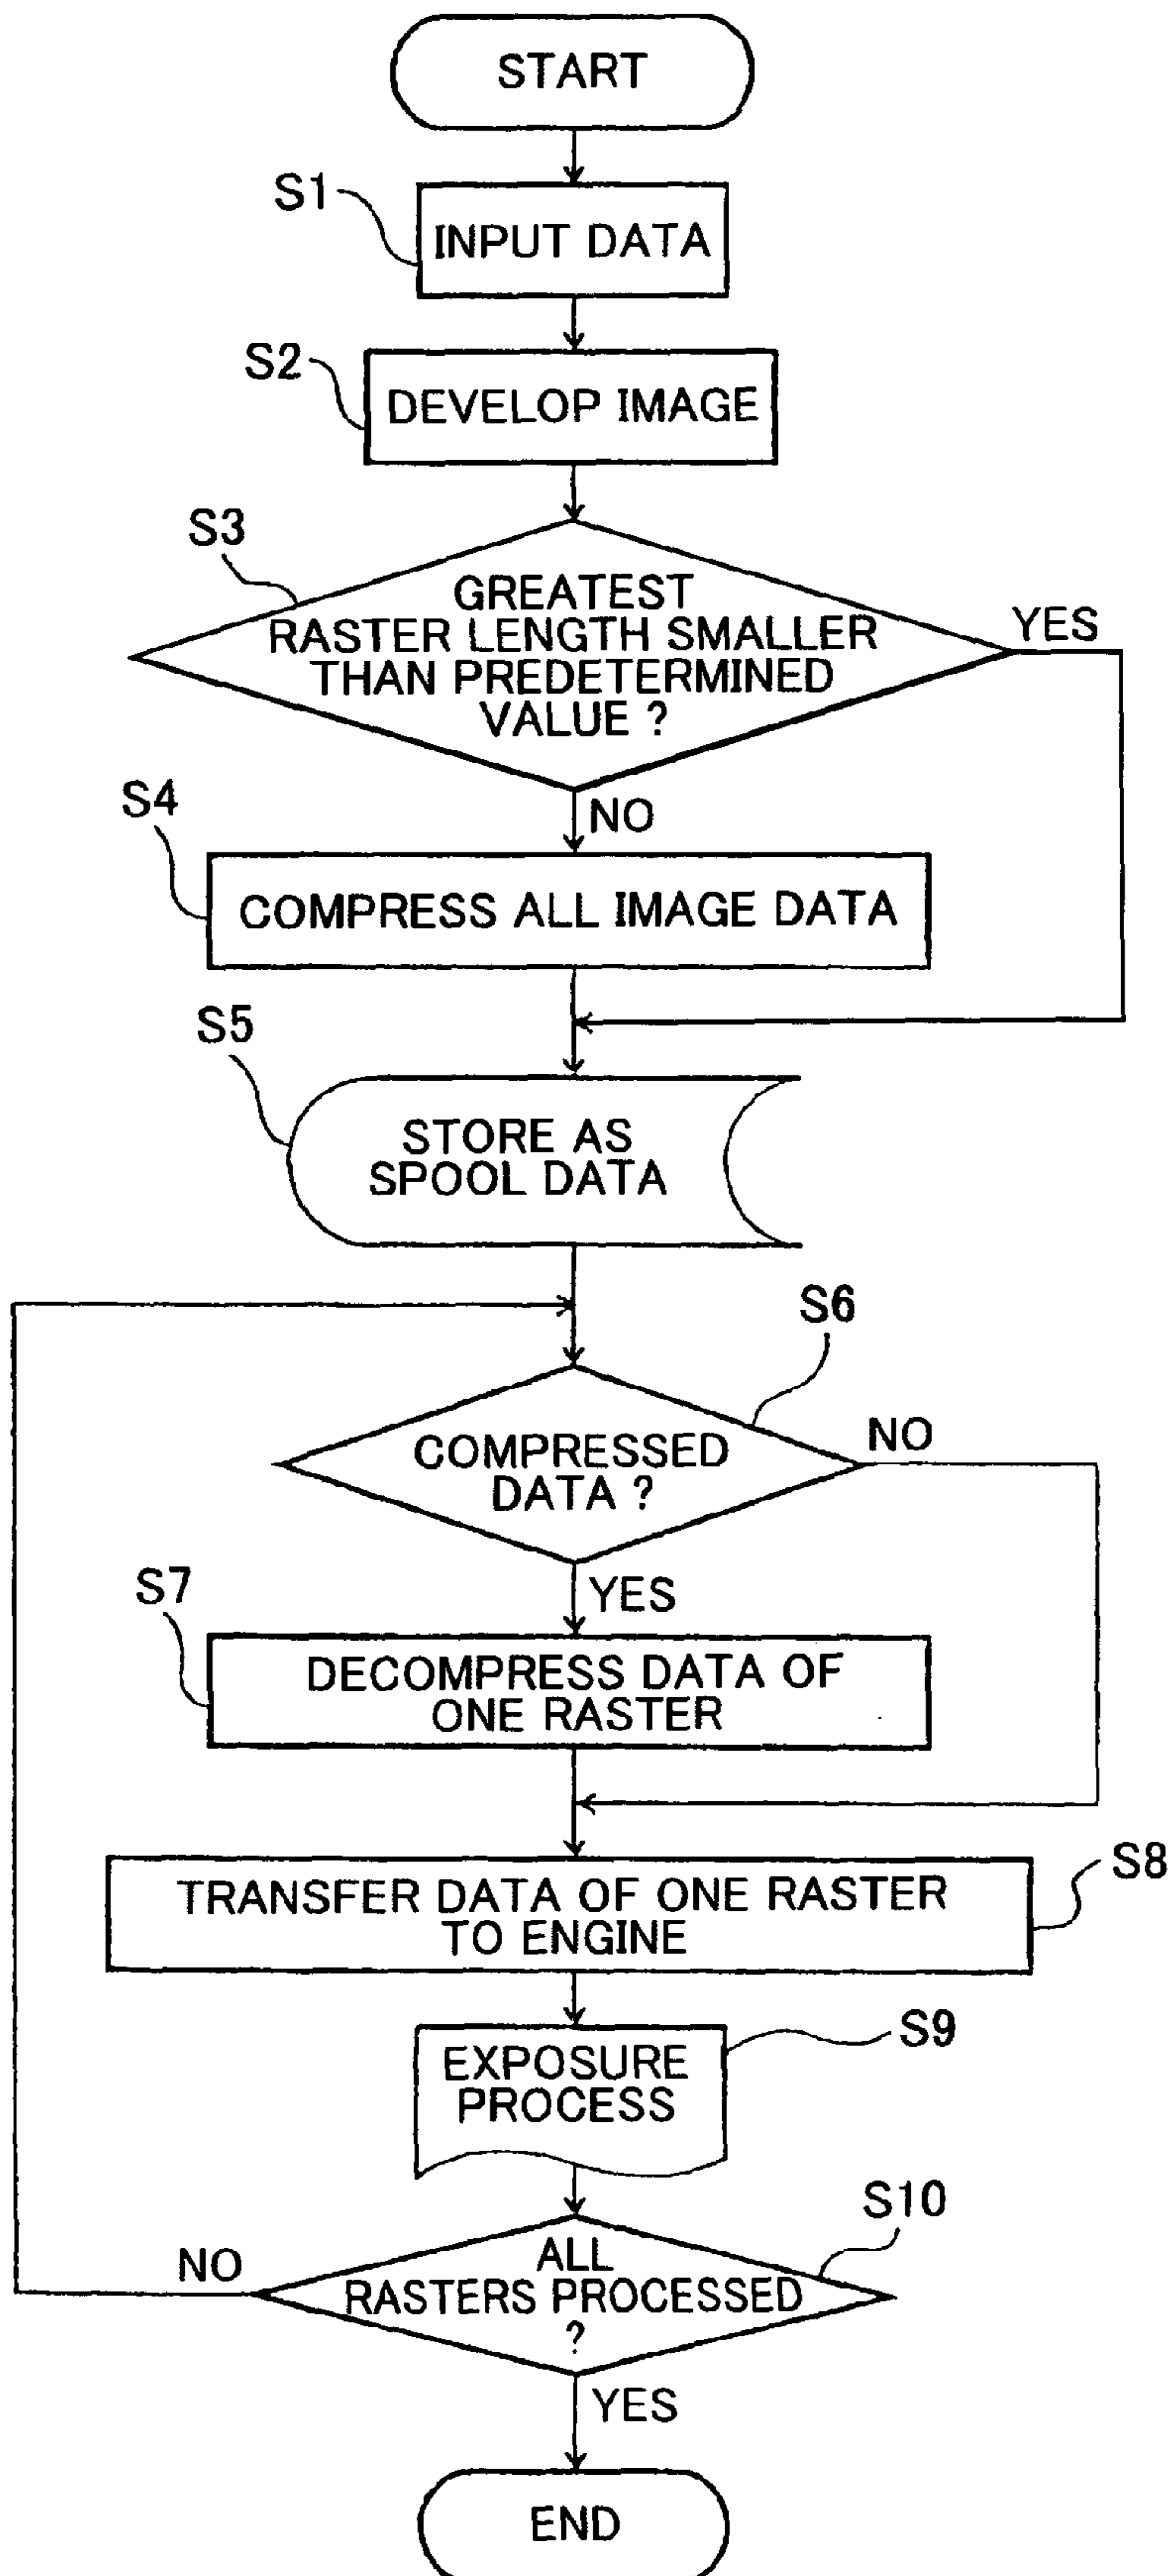 START
S1
INPUT DATA
S2
DEVELOP IMAGE
S3
GREATEST
RASTER LENGTH SMALLER
THAN PREDETERMINED
VALUE ?
YES
NO
S4
COMPRESS ALL IMAGE DATA
S5
STORE AS
SPOOL DATA
S6
COMPRESSED
DATA ?
NO
YES
S7
DECOMPRESS DATA OF
ONE RASTER
S8
TRANSFER DATA OF ONE RASTER
TO ENGINE
S9
EXPOSURE
PROCESS
S10
ALL
RASTERS PROCESSED
?
NO
YES
END